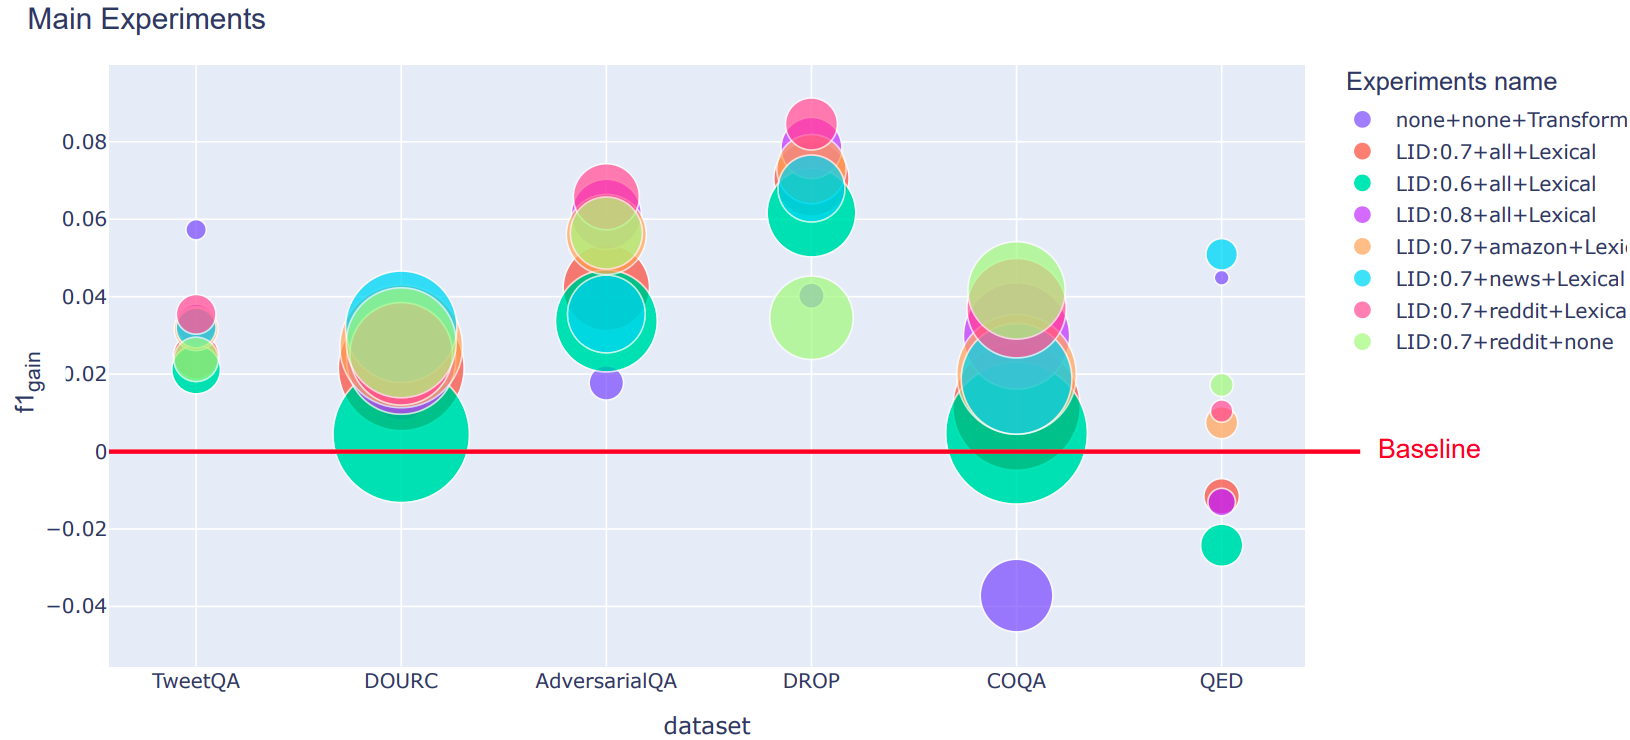 Main Experiments
Experiments name
none+none+Transform
LID:0.7+all+Lexical
LID:0.6+all+Lexical
LID:0.8+all+Lexical
LID:0.7+amazon+Lexi
LID:0.7+news+Lexical
LID:0.7+reddit+Lexica
LID:0.7+reddit+none
f1gain
0.08
0.06
0.04
0.02
0
−0.02
−0.04
Baseline
TweetQA DOURC AdversarialQA DROP COQA QED
dataset